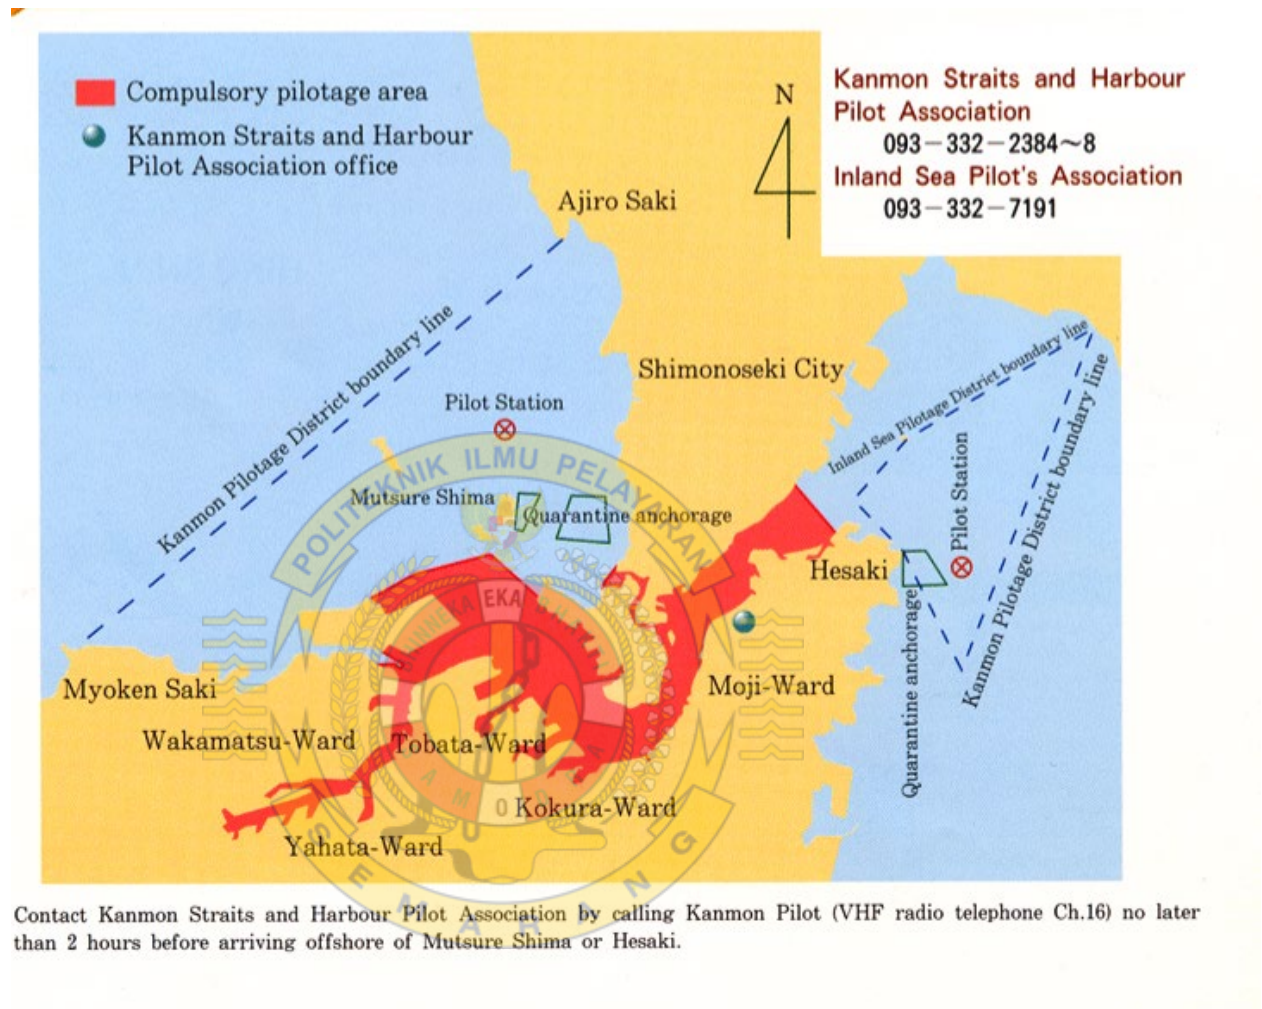 Compulsory pilotage area
Kanmon Straits and Harbour
Pilot Association office
N
Kanmon Straits and Harbour
Pilot Association
093-332-2384~8
Inland Sea Pilot's Association
093-332-7191
Ajiro Saki
Kanmon Pilotage District boundary line
Shimonoseki City
Inland Sea Pilotage District boundary line
Kanmon Pilotage District boundary line
Pilot Station
Pilot Station
Mutsure Shima
Quarantine anchorage
Hesaki
Quarantine anchorage
Myoken Saki
Moji-Ward
Wakamatsu-Ward
Tobata-Ward
Kokura-Ward
Yahata-Ward
POLITEKNIK ILMU PELAYARAN
SEMARANG
Contact Kanmon Straits and Harbour Pilot Association by calling Kanmon Pilot (VHF radio telephone Ch.16) no later
than 2 hours before arriving offshore of Mutsure Shima or Hesaki.